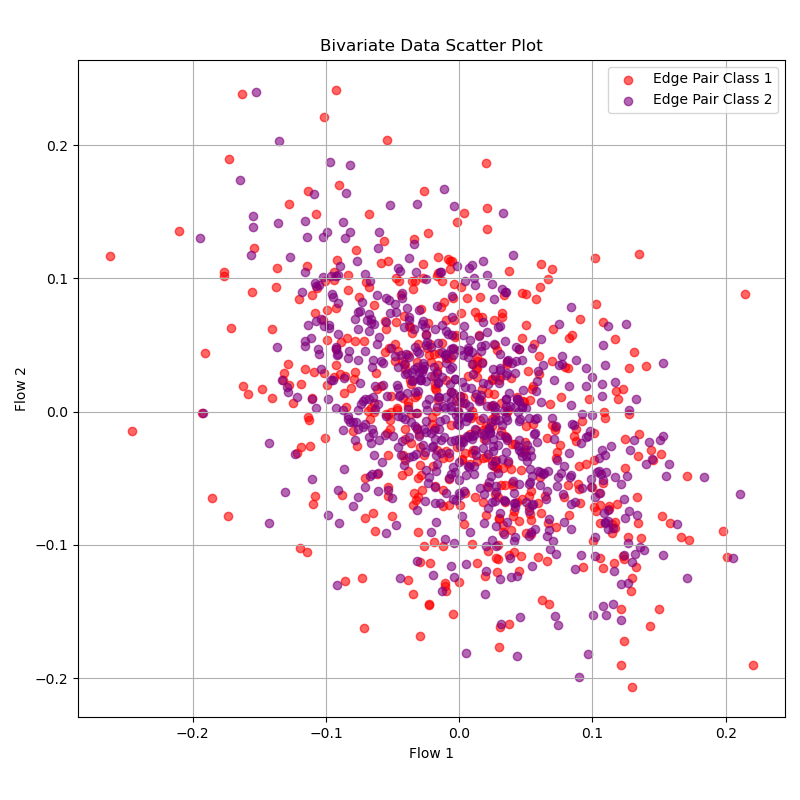 Bivariate Data Scatter Plot
Edge Pair Class 1
Edge Pair Class 2
Flow 2
0.2
0.1
0.0
−0.1
−0.2
−0.2
−0.1
0.0
0.1
0.2
Flow 1